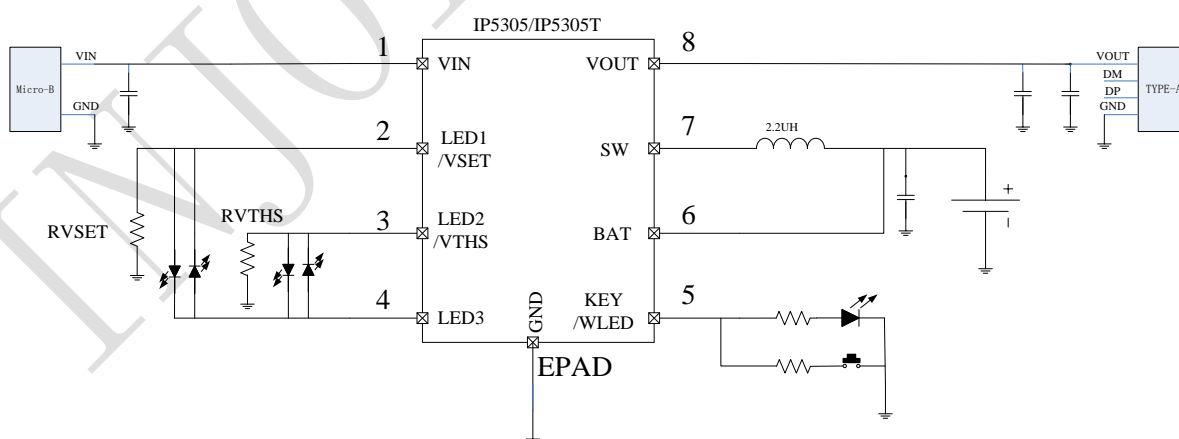 IP5305/IP5305T
1
8
VIN
VIN
VOUT
VOUT
Micro-B
DM
DP
TYPE-A
GND
GND
2
7
2.2UH
LED1
/VSET
SW
RVSET
RVTHS
3
6
LED2
/VTHS
BAT
+
−
4
5
LED3
KEY
/WLED
GND
EPAD